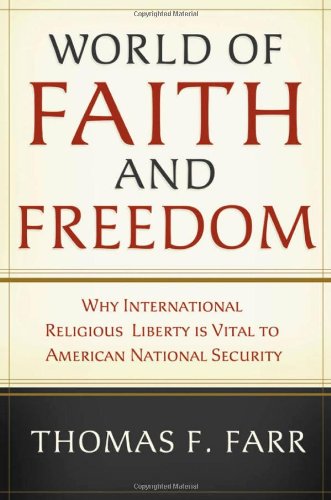 WORLD OF
FAITH
AND
FREEDOM
WHY INTERNATIONAL
RELIGIOUS LIBERTY IS VITAL TO
AMERICAN NATIONAL SECURITY
THOMAS F. FARR